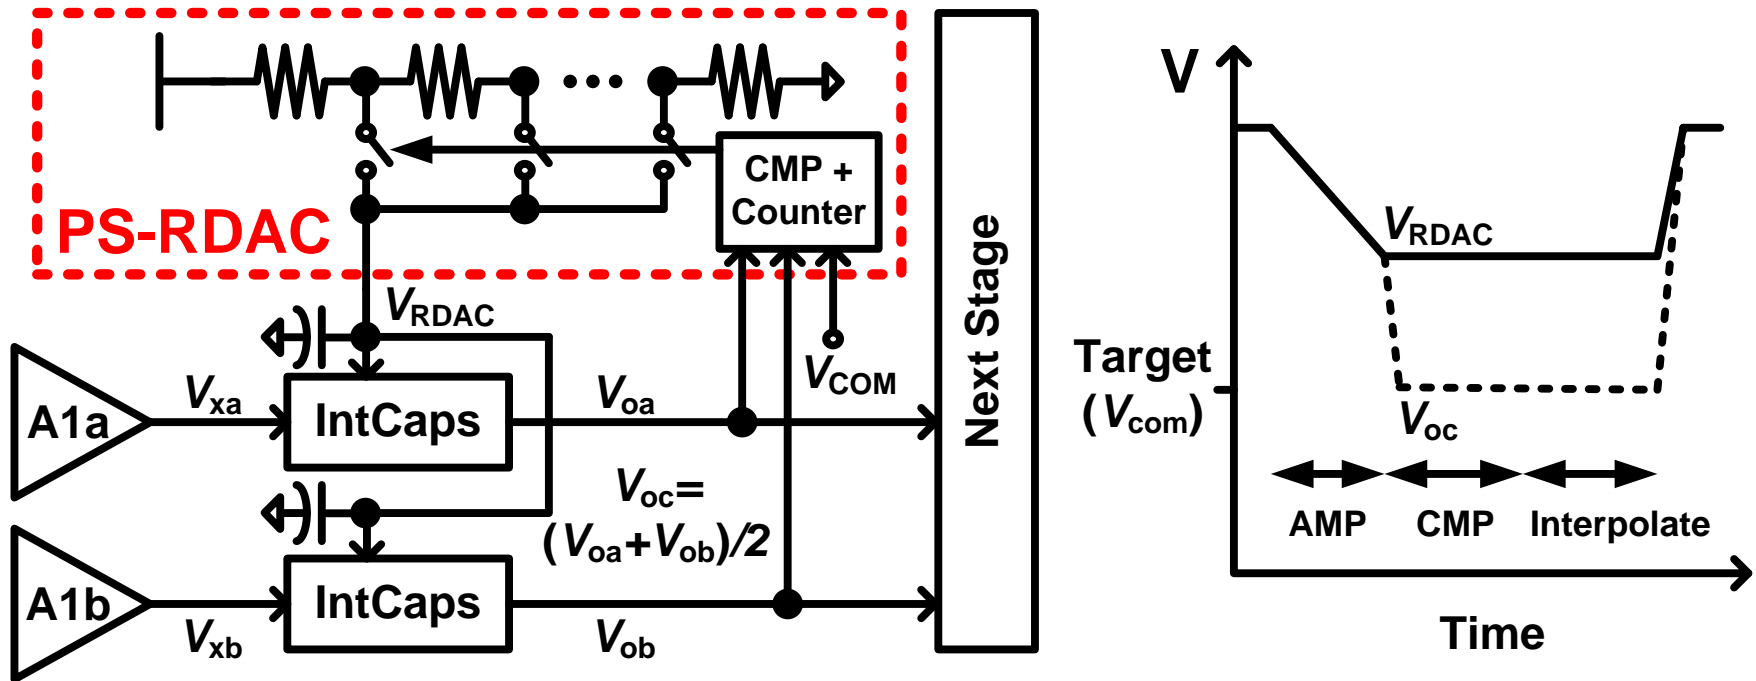 CMP +
Counter
PS-RDAC
VRDAC
VCOM
A1a
Vxa
IntCaps
Voa
Voc=
(Voa+Vob)/2
A1b
Vxb
IntCaps
Vob
Next Stage
V
VRDAC
Target
(Vcom)
Voc
AMP
CMP
Interpolate
Time